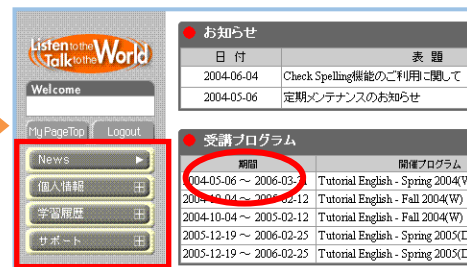 Listen to the
Talk to the World
Welcome
MyPageTop Logout
News
個人情報
学習履歴
サポート
お知らせ
日 付 表 題
2004-06-04 Check Spelling機能のご利用に関して
2004-05-06 定期メンテナンスのお知らせ
受講プログラム
期間 開催プログラム
2004-05-06 ～ 2006-03-31 Tutorial English - Spring 2004(W
2004-10-04 ～ 2005-02-12 Tutorial English - Fall 2004(W)
2004-10-04 ～ 2005-02-12 Tutorial English - Fall 2004(W)
2005-12-19 ～ 2006-02-25 Tutorial English - Spring 2005(D
2005-12-19 ～ 2006-02-25 Tutorial English - Spring 2005(D